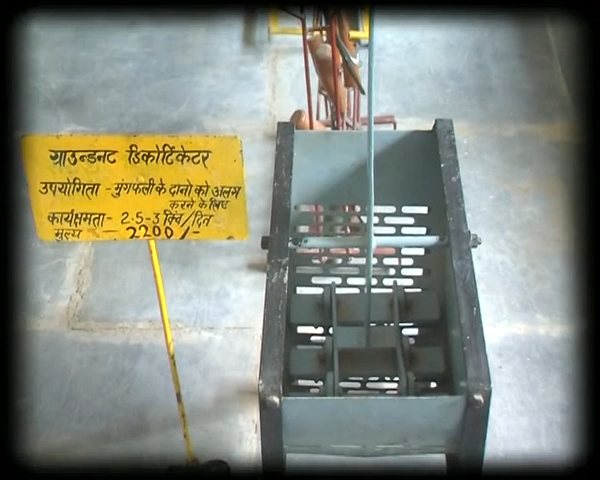 ग्राउन्डनट डिकोर्टिकेटर
उपयोगिता - मुंगफली के दानो को अलग
करने के लिए
कार्यक्षमता - 2.5-3 क्विं/दिन
मुल्य - 2200/-